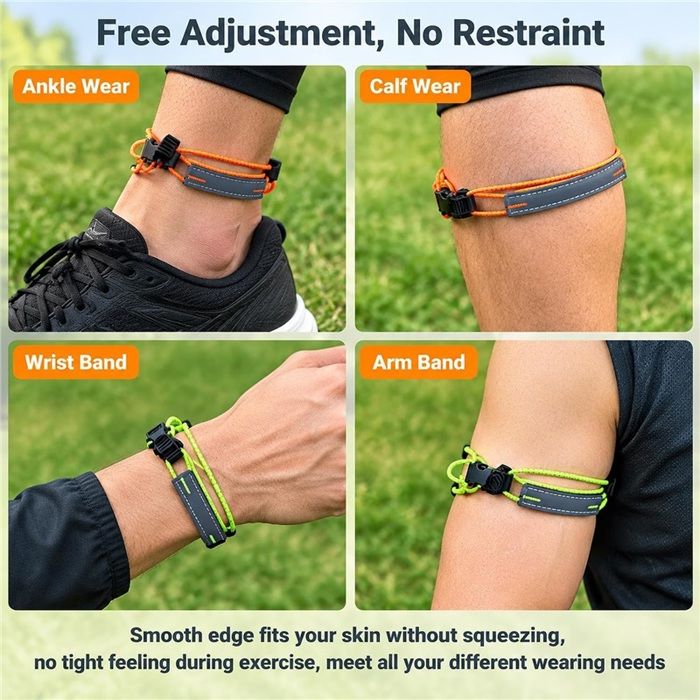 Free Adjustment, No Restraint
Ankle Wear
Calf Wear
Wrist Band
Arm Band
Smooth edge fits your skin without squeezing,
no tight feeling during exercise, meet all your different wearing needs